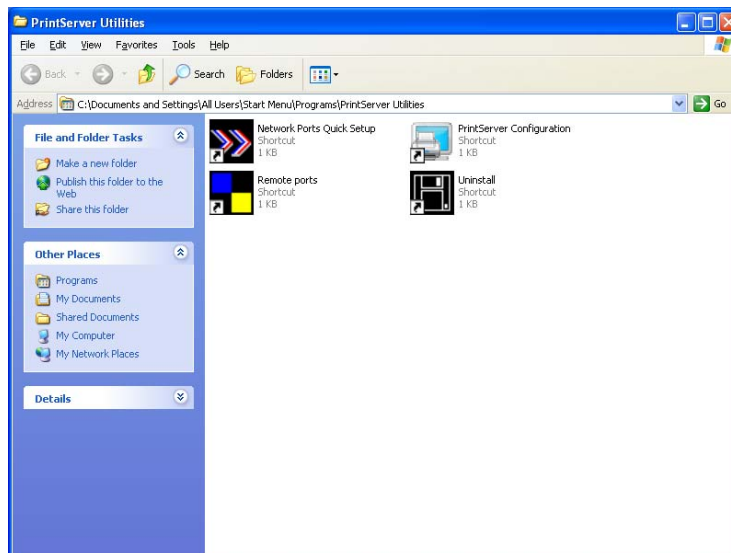 PrintServer Utilities
File Edit View Favorites Tools Help
Back Search Folders
Address C:\Documents and Settings\All Users\Start Menu\Programs\PrintServer Utilities Go
File and Folder Tasks
Make a new folder
Publish this folder to the
Web
Share this folder
Other Places
Programs
My Documents
Shared Documents
My Computer
My Network Places
Details
Network Ports Quick Setup
Shortcut
1 KB
PrintServer Configuration
Shortcut
1 KB
Remote ports
Shortcut
1 KB
Uninstall
Shortcut
1 KB